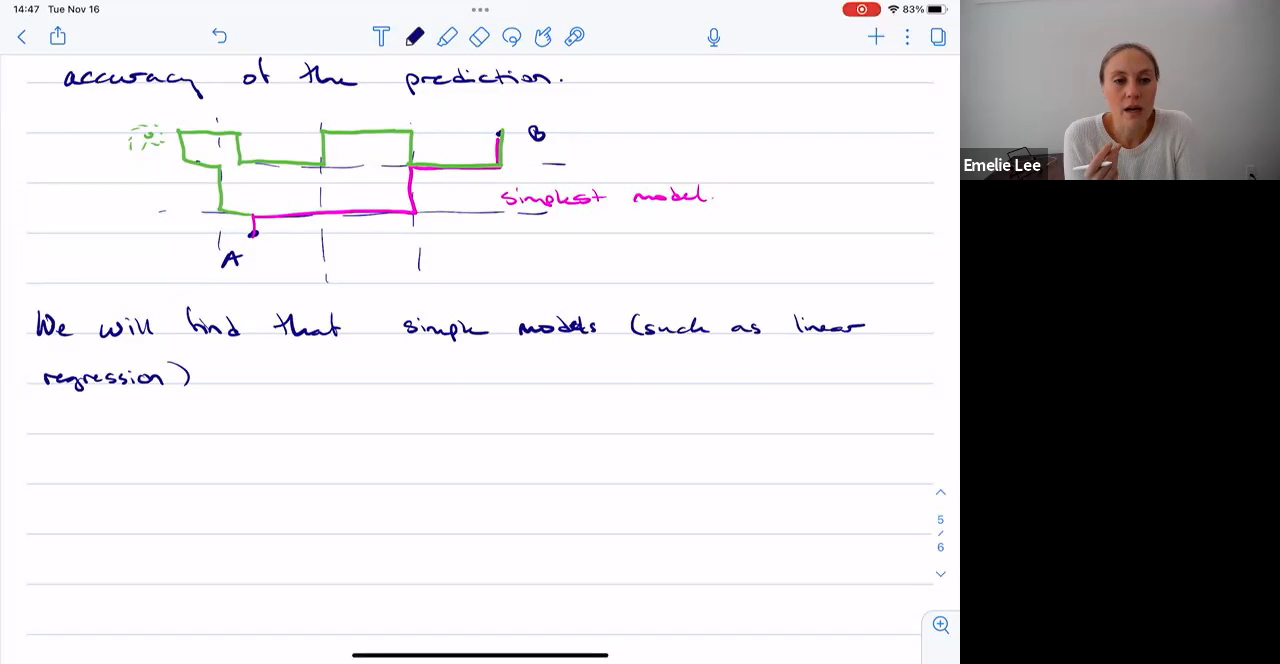 14:47 Tue Nov 16
83%
accuracy of the prediction.
B
simplest model.
A
We will find that simple models (such as linear
regression)
5
/
6
Emelie Lee